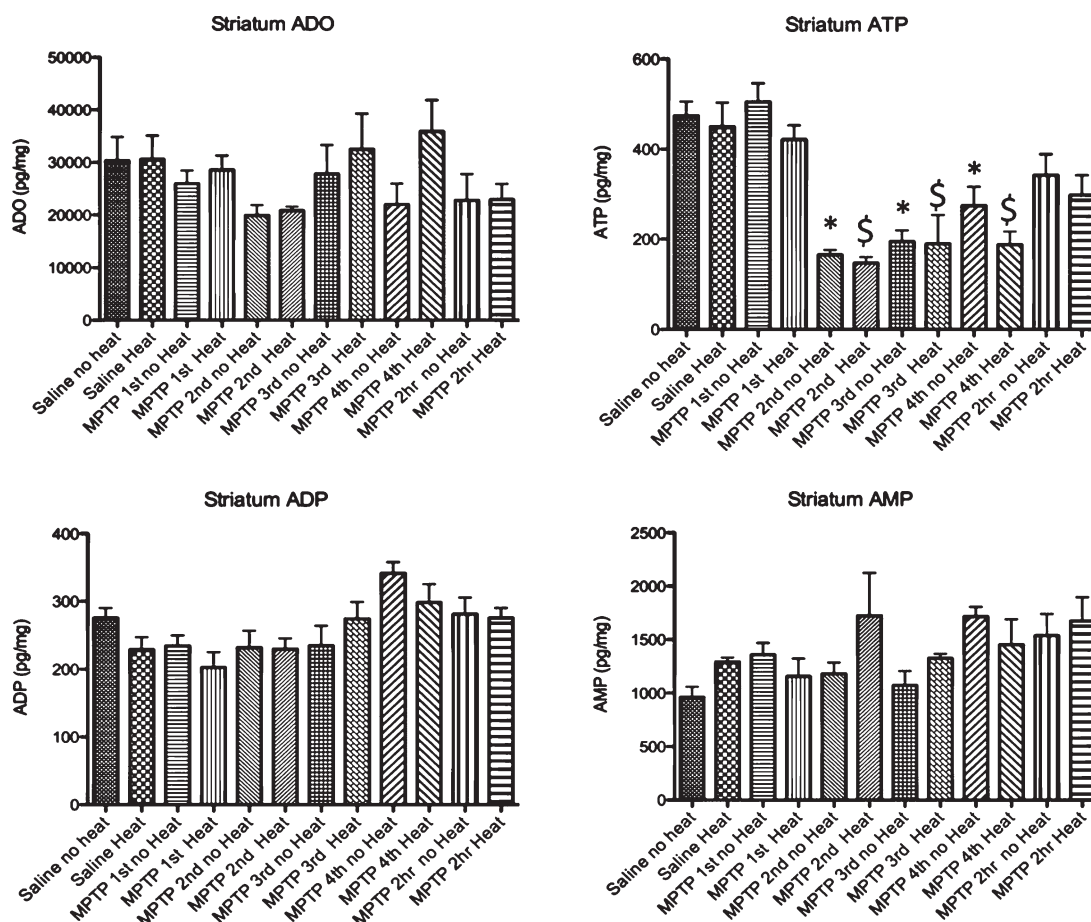 Striatum ADO
50000
40000
30000
20000
10000
0
ADO (pg/mg)
Saline no heat
Saline Heat
MPTP 1st no Heat
MPTP 1st Heat
MPTP 2nd no Heat
MPTP 2nd Heat
MPTP 3rd no Heat
MPTP 3rd Heat
MPTP 4th no Heat
MPTP 4th Heat
MPTP 2hr no Heat
MPTP 2hr Heat
Striatum ATP
600
400
200
0
ATP (pg/mg)
*
$
*
$
*
$
Saline no heat
Saline Heat
MPTP 1st no Heat
MPTP 1st Heat
MPTP 2nd no Heat
MPTP 2nd Heat
MPTP 3rd no Heat
MPTP 3rd Heat
MPTP 4th no Heat
MPTP 4th Heat
MPTP 2hr no Heat
MPTP 2hr Heat
Striatum ADP
400
300
200
100
0
ADP (pg/mg)
Saline no heat
Saline Heat
MPTP 1st no Heat
MPTP 1st Heat
MPTP 2nd no Heat
MPTP 2nd Heat
MPTP 3rd no Heat
MPTP 3rd Heat
MPTP 4th no Heat
MPTP 4th Heat
MPTP 2hr no Heat
MPTP 2hr Heat
Striatum AMP
2500
2000
1500
1000
500
0
AMP (pg/mg)
Saline no heat
Saline Heat
MPTP 1st no Heat
MPTP 1st Heat
MPTP 2nd no Heat
MPTP 2nd Heat
MPTP 3rd no Heat
MPTP 3rd Heat
MPTP 4th no Heat
MPTP 4th Heat
MPTP 2hr no Heat
MPTP 2hr Heat